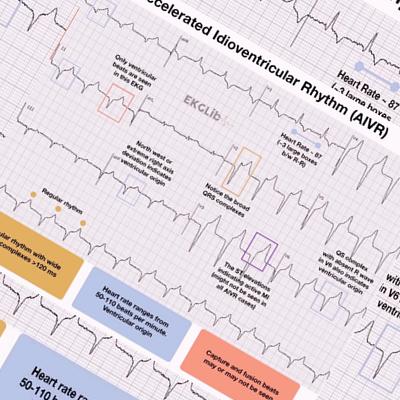 ccelerated Idioventricular Rhythm (AIVR)
Heart Rate ~ 87
(~3 large boxes
Only ventricular
beats are seen
in this EKG
EKGLib
Heart Rate ~ 87
(~3 large boxes
b/w R-R)
North west or
extreme right axis
deviation indicates
ventricular origin
Notice the broad
QRS complexes
Regular rhythm
The ST elevations
indicating active MI
might not be seen in
all AIVR cases!
QS complex
with absent R wave
in V6 also indicates
ventricular origin
with
in V6
ventri
ular rhythm with wide
complexes >120 ms
Heart rate ranges from
50-110 beats per minute.
Ventricular origin
Capture and fusion beats
may or may not be seen
Heart rate ra
50-110 b